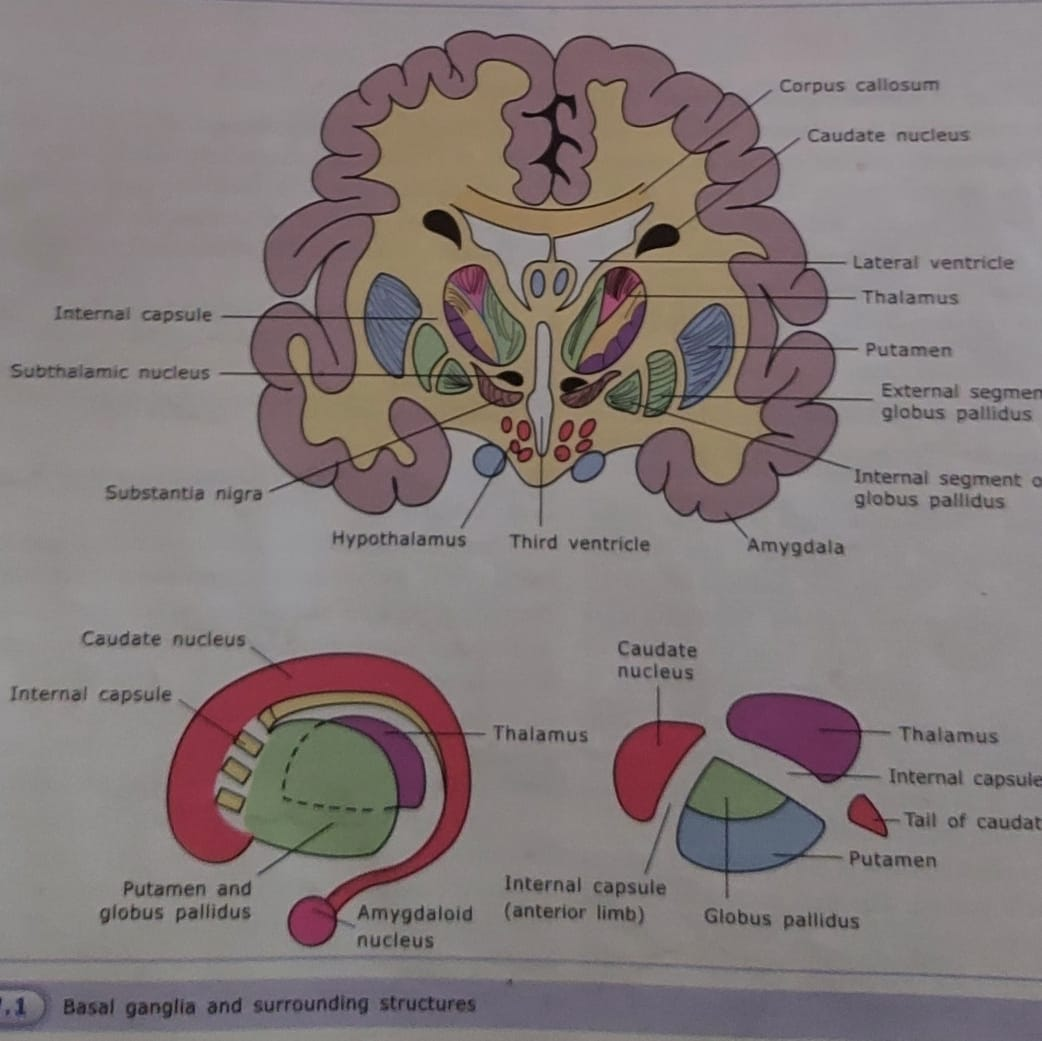 Corpus callosum
Caudate nucleus
Lateral ventricle
Thalamus
Internal capsule
Putamen
Subthalamic nucleus
External segmen
globus pallidus
Internal segment o
globus pallidus
Substantia nigra
Hypothalamus
Third ventricle
Amygdala
Caudate nucleus
Internal capsule
Thalamus
Putamen and
globus pallidus
Amygdaloid
nucleus
Caudate
nucleus
Thalamus
Internal capsule
Tail of caudat
Putamen
Internal capsule
(anterior limb)
Globus pallidus
.1 Basal ganglia and surrounding structures